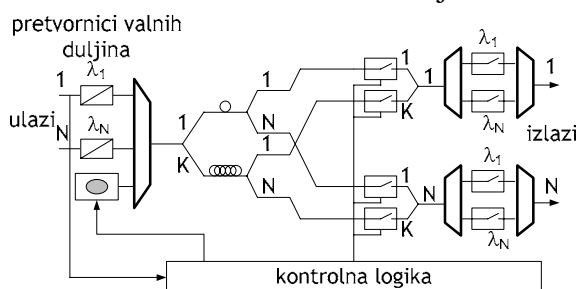 pretvornici valnih
duljina
λ1
1
ulazi
N
λN
1
K
1
N
1
N
1
K
1
K
1
N
λ1
λN
1
izlazi
λ1
λN
N
kontrolna logika